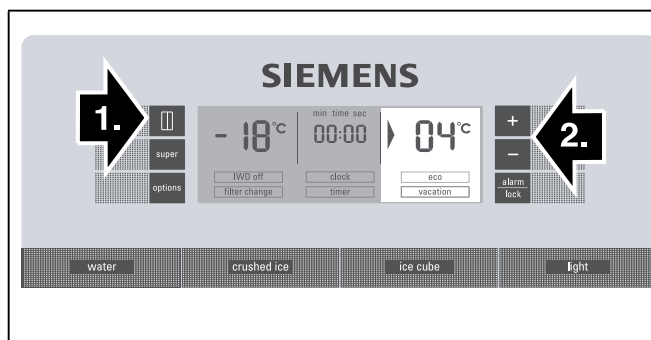 SIEMENS
1.
super
options
- 18°C
min time sec
00:00
04°C
IWD off
clock
eco
filter change
timer
vacation
+
-
alarm
lock
2.
water
crushed ice
ice cube
light